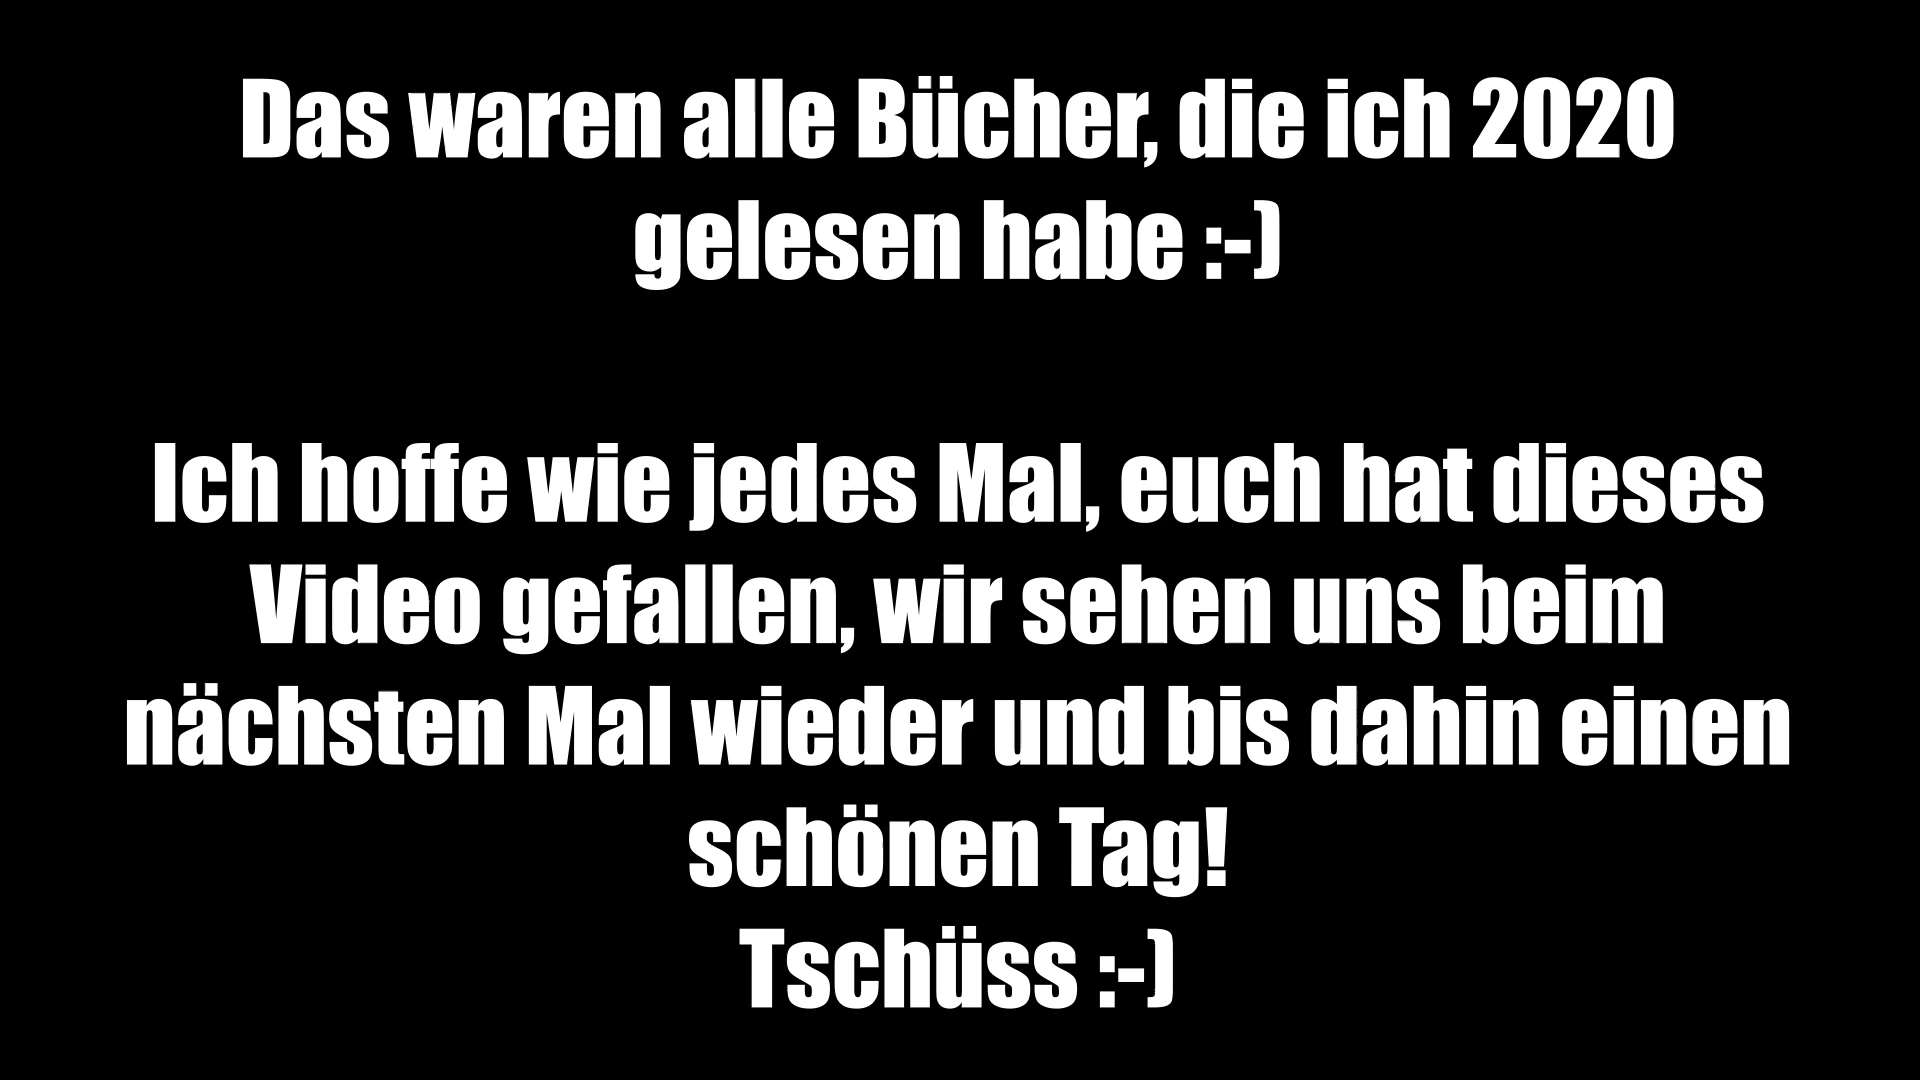 Das waren alle Bücher, die ich 2020
gelesen habe :-)
Ich hoffe wie jedes Mal, euch hat dieses
Video gefallen, wir sehen uns beim
nächsten Mal wieder und bis dahin einen
schönen Tag!
Tschüss :-)